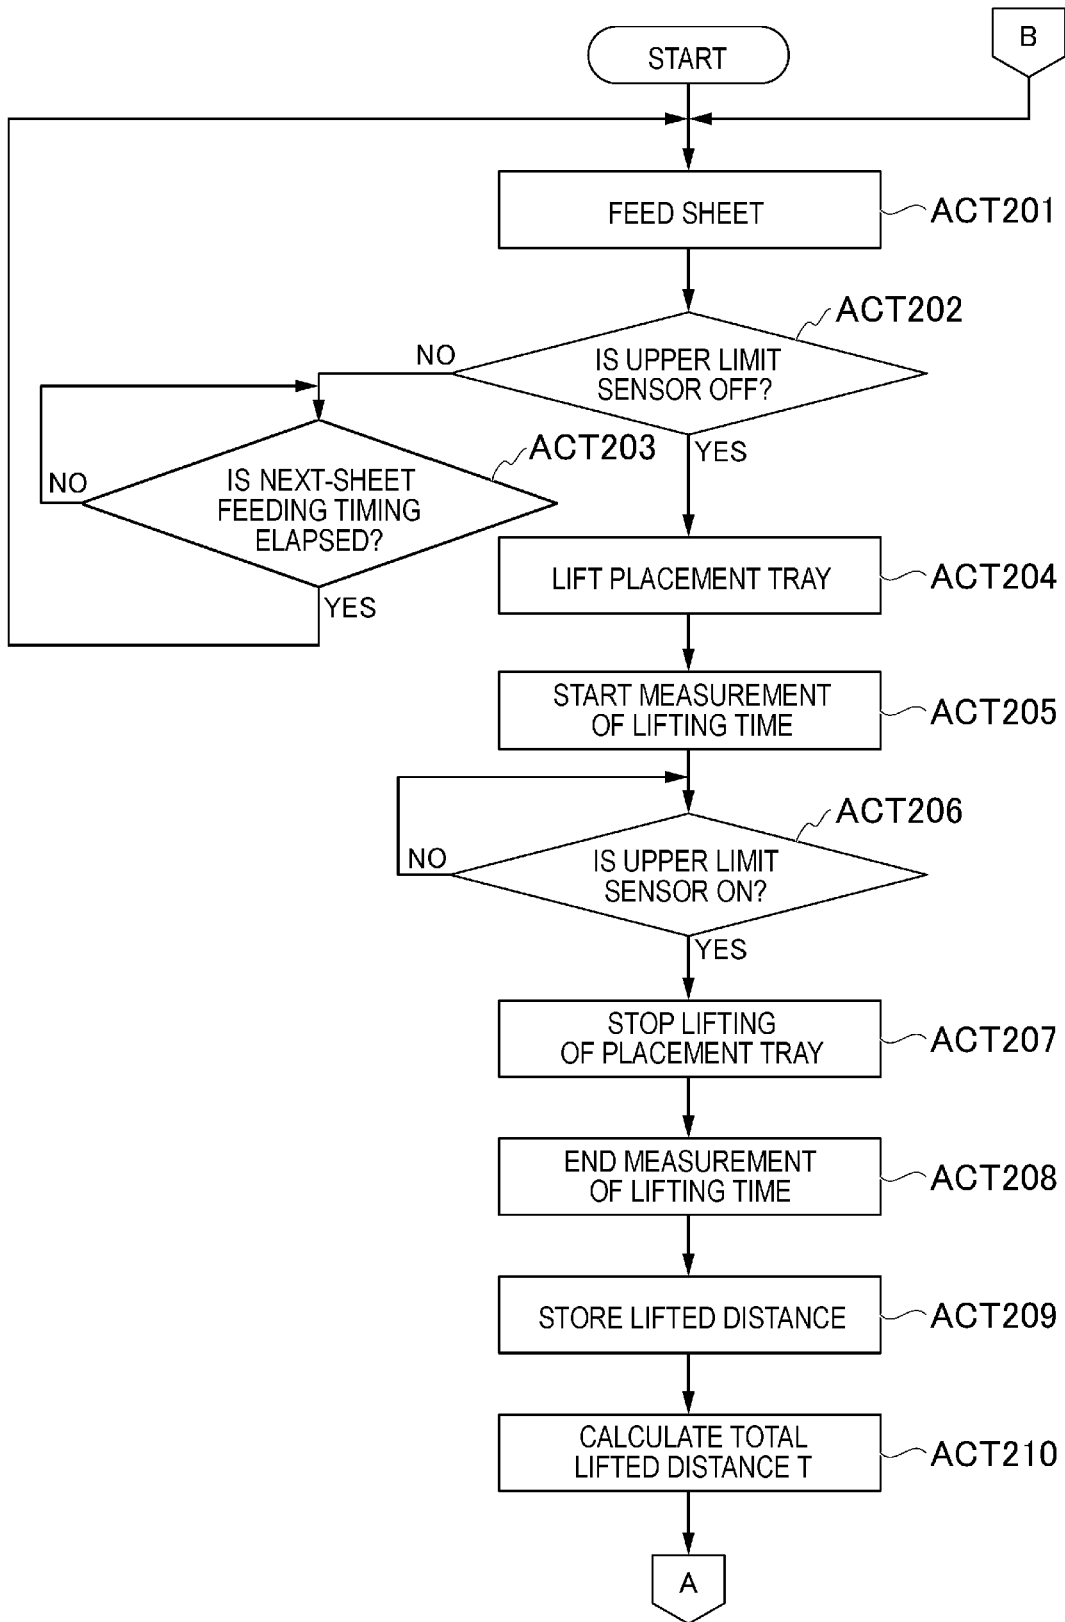 B
START
FEED SHEET
ACT201
ACT202
NO
IS UPPER LIMIT
SENSOR OFF?
YES
ACT203
NO
IS NEXT-SHEET
FEEDING TIMING
ELAPSED?
YES
LIFT PLACEMENT TRAY
ACT204
START MEASUREMENT
OF LIFTING TIME
ACT205
ACT206
NO
IS UPPER LIMIT
SENSOR ON?
YES
STOP LIFTING
OF PLACEMENT TRAY
ACT207
END MEASUREMENT
OF LIFTING TIME
ACT208
STORE LIFTED DISTANCE
ACT209
CALCULATE TOTAL
LIFTED DISTANCE T
ACT210
A